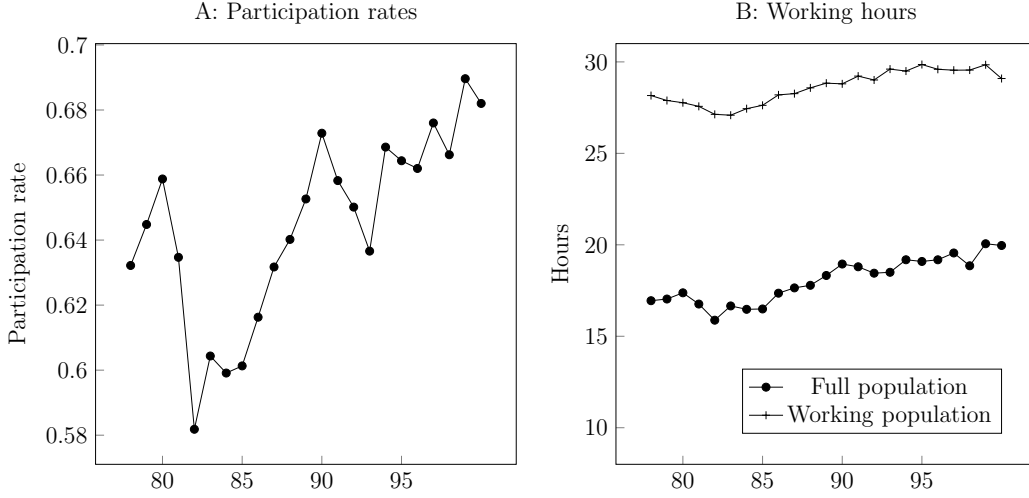 A: Participation rates
0.7
0.68
0.66
0.64
0.62
0.6
0.58
Participation rate
80 85 90 95
B: Working hours
30
25
20
15
10
Hours
Full population
Working population
80 85 90 95